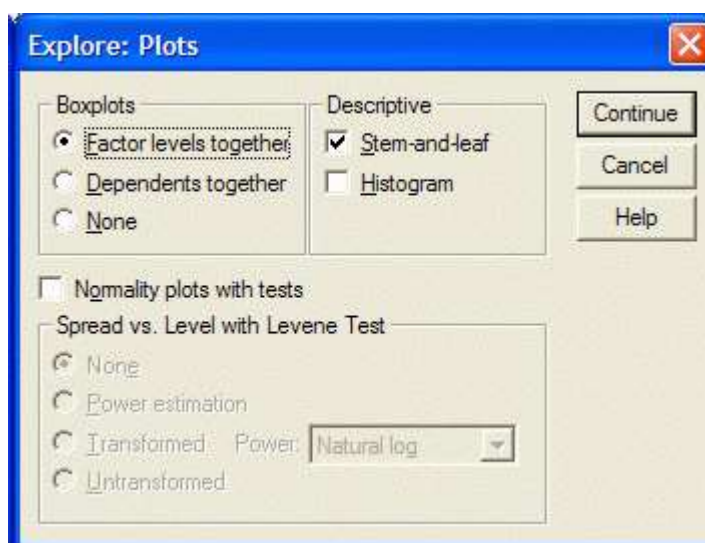 Explore: Plots
Boxplots
Factor levels together
Dependents together
None
Descriptive
Stem-and-leaf
Histogram
Continue
Cancel
Help
Normality plots with tests
Spread vs. Level with Levene Test
None
Power estimation
Transformed Power: Natural log
Untransformed